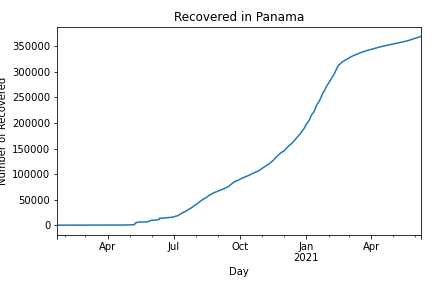 Recovered in Panama
Number of Recovered
350000
300000
250000
200000
150000
100000
50000
0
Apr
Jul
Oct
Jan
2021
Apr
Day